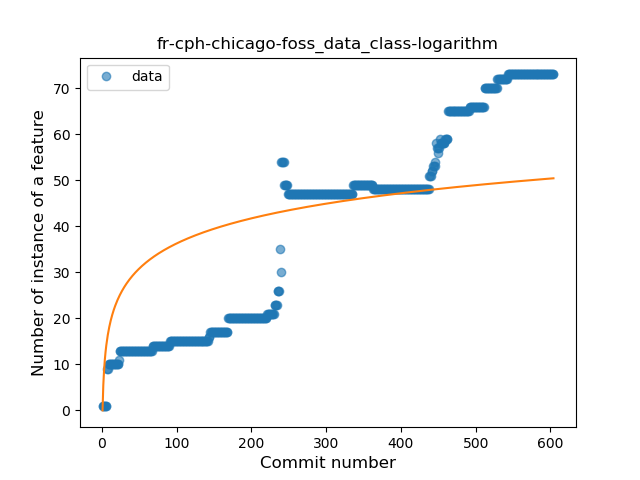 fr-cph-chicago-foss_data_class-logarithm
data
Number of instance of a feature
70
60
50
40
30
20
10
0
0 100 200 300 400 500 600
Commit number